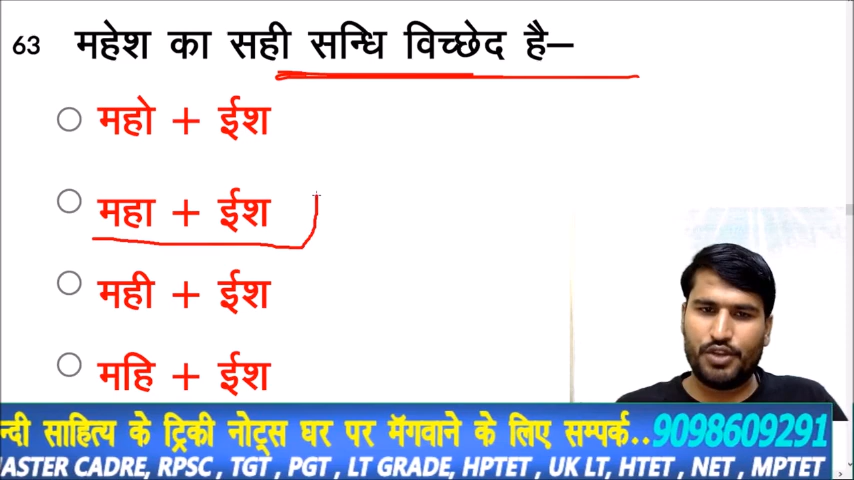 63 महेश का सही सन्धि विच्छेद है–
महो + ईश
महा + ईश
मही + ईश
महि + ईश
न्दी साहित्य के ट्रिकी नोट्स घर पर मॅगवाने के लिए सम्पर्क..9098609291
ASTER CADRE, RPSC , TGT , PGT , LT GRADE, HPTET , UK LT, HTET , NET , MPTET